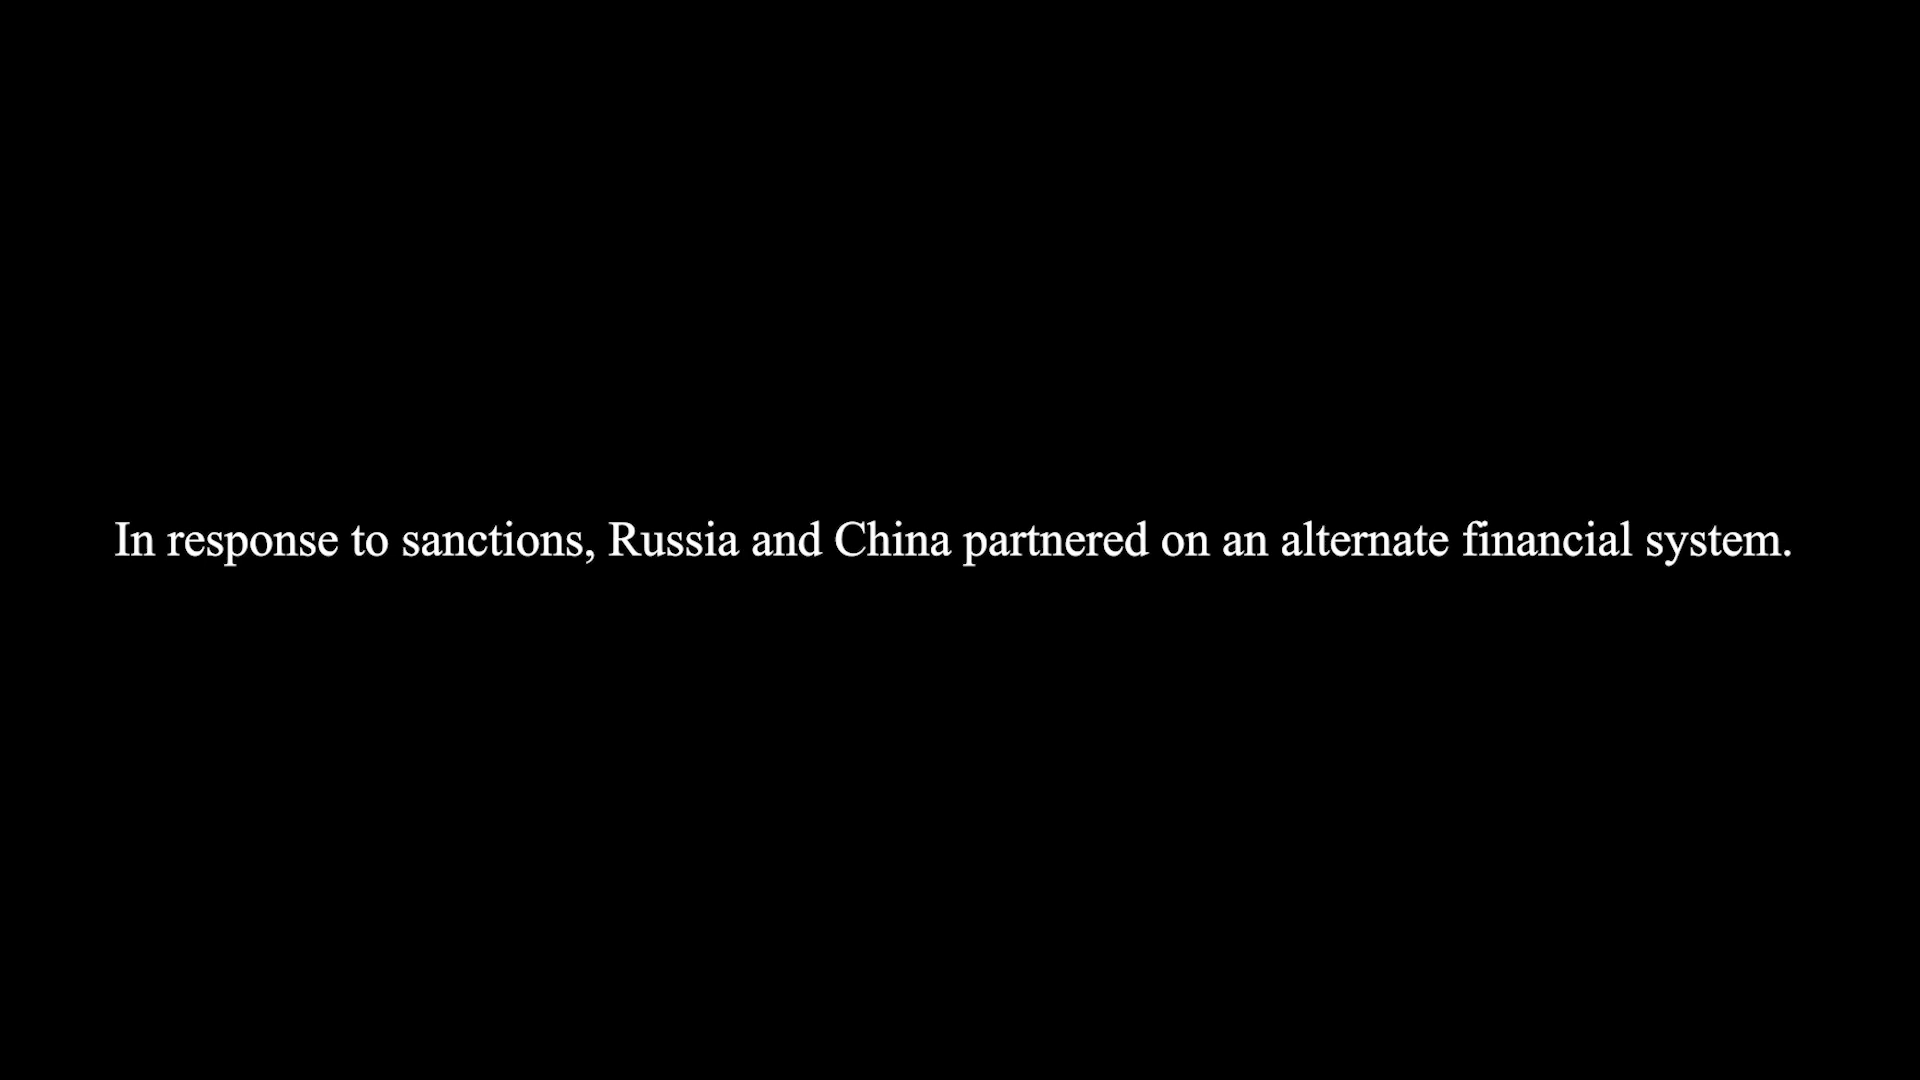 In response to sanctions, Russia and China partnered on an alternate financial system.